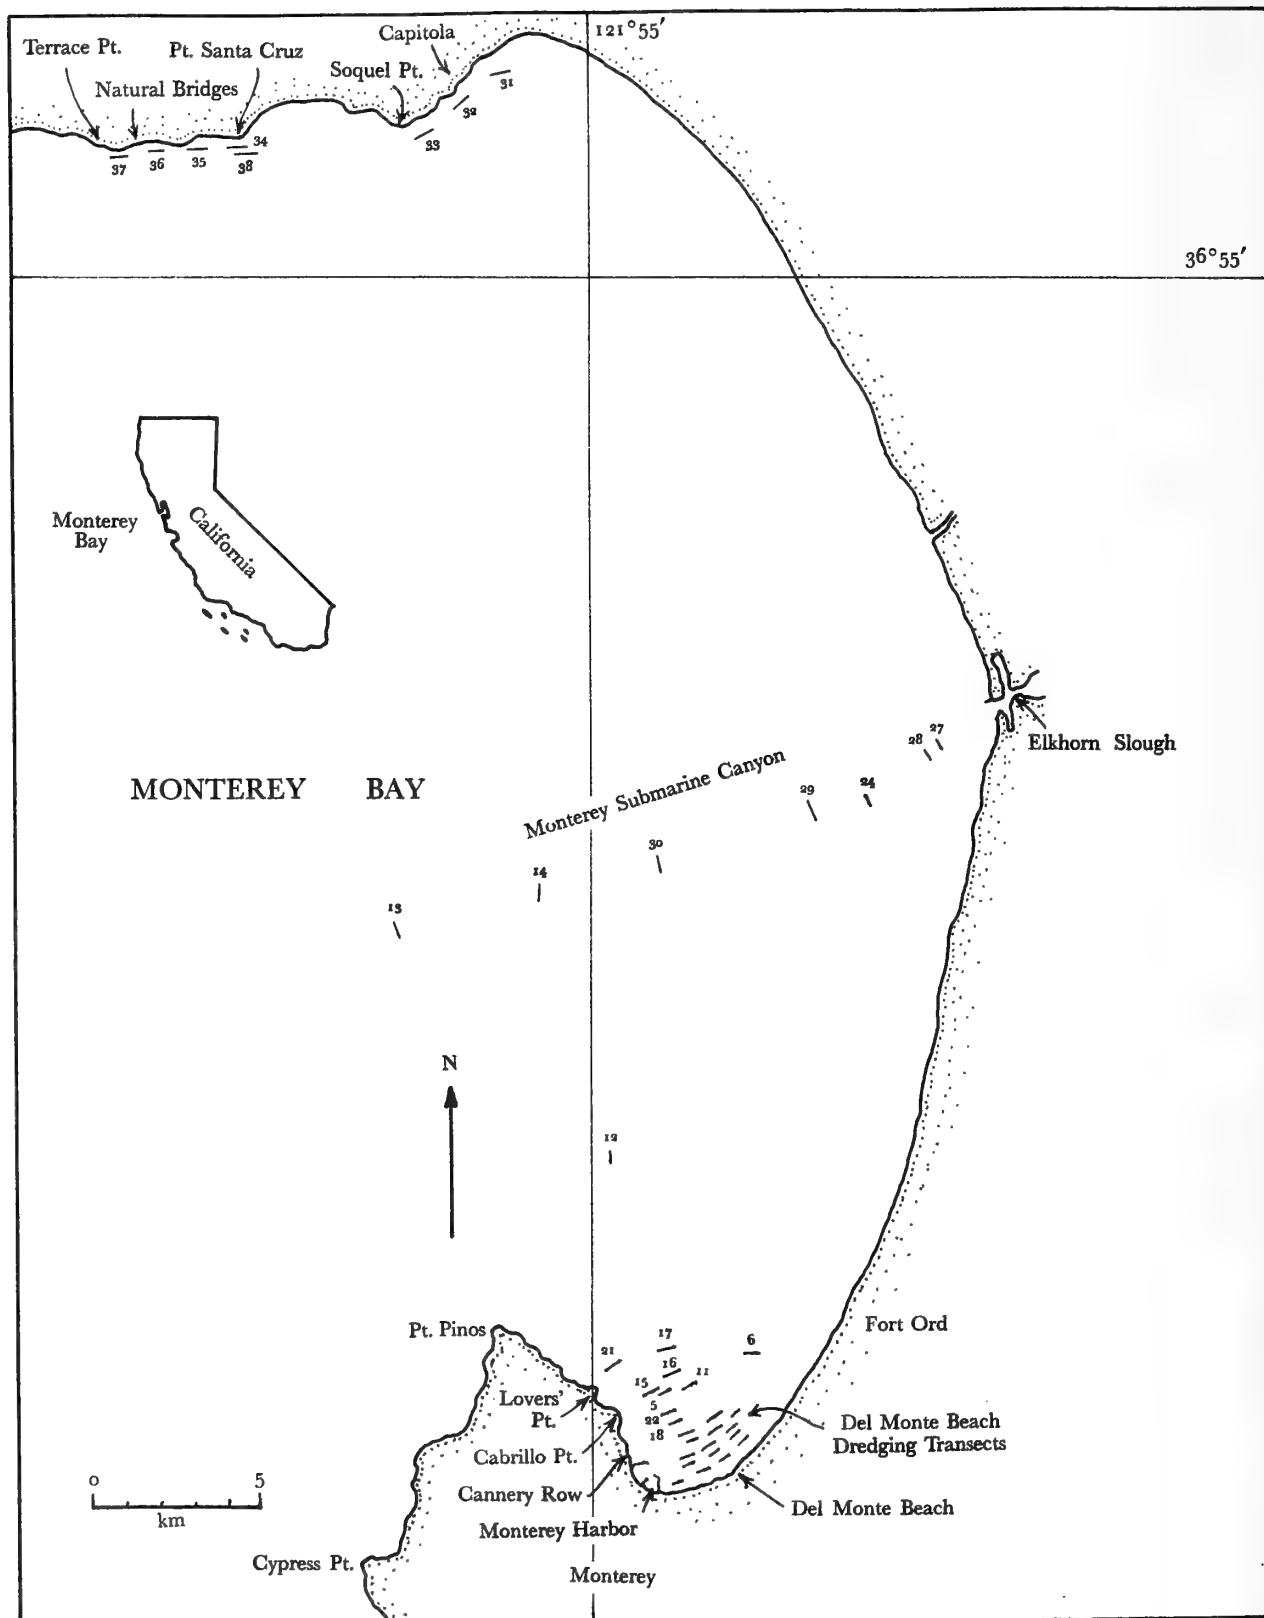 121°55′
Capitola
Terrace Pt.
Pt. Santa Cruz
Soquel Pt.
Natural Bridges
31
32
33
34
37
36
35
38
36°55′
Monterey
Bay
California
27
28
Elkhorn Slough
MONTEREY BAY
Monterey Submarine Canyon
29
24
30
14
13
N
12
Fort Ord
Pt. Pinos
17
6
21
16
11
15
5
22
18
Lovers'
Pt.
Del Monte Beach
Dredging Transects
Cabrillo Pt.
0 5
km
Cannery Row
Del Monte Beach
Monterey Harbor
Cypress Pt.
Monterey